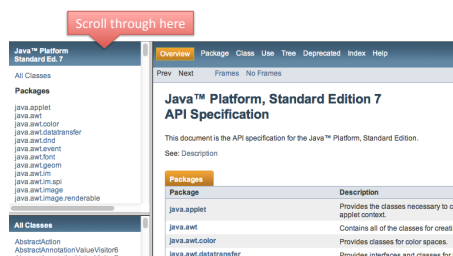 Scroll through here
Java™ Platform
Standard Ed. 7
All Classes
Packages
java.applet
java.awt
java.awt.color
java.awt.datatransfer
java.awt.dnd
java.awt.event
java.awt.font
java.awt.geom
java.awt.im
java.awt.im.spi
java.awt.image
java.awt.image.renderable
All Classes
AbstractAction
AbstractAnnotationValueVisitor6
Overview Package Class Use Tree Deprecated Index Help
Prev Next Frames No Frames
Java™ Platform, Standard Edition 7
API Specification
This document is the API specification for the Java™ Platform, Standard Edition.
See: Description
Packages
Package Description
java.applet Provides the classes necessary to c
applet context.
java.awt Contains all of the classes for creati
java.awt.color Provides classes for color spaces.
java.awt.datatransfer Provides interfaces and classes for